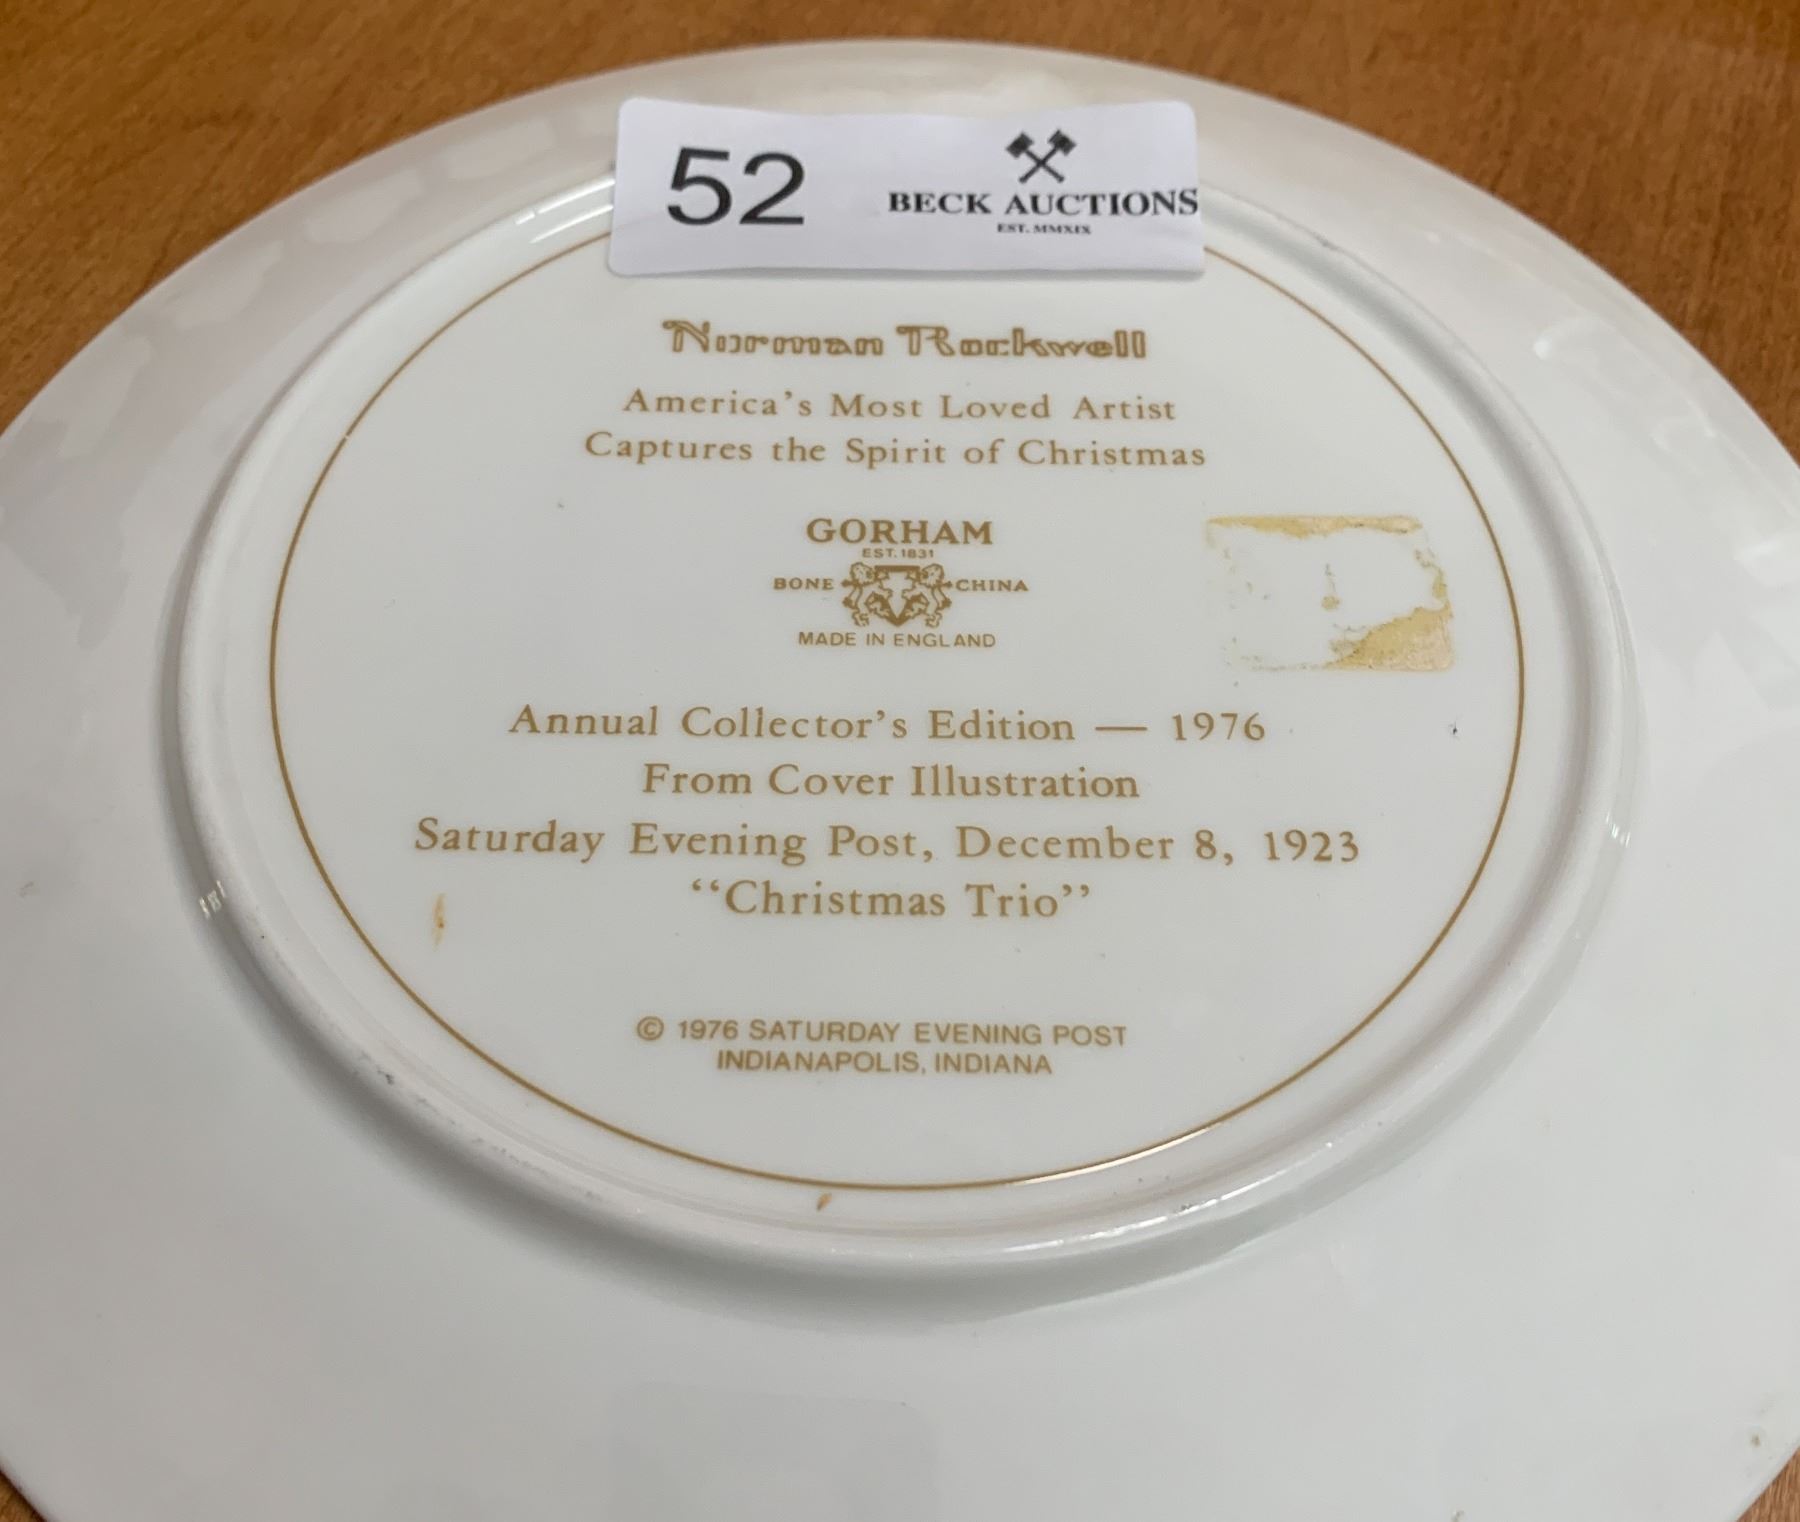 52
BECK AUCTIONS
EST. MMXIX
Norman Rockwell
America's Most Loved Artist
Captures the Spirit of Christmas
GORHAM
EST. 1831
BONE CHINA
MADE IN ENGLAND
Annual Collector's Edition — 1976
From Cover Illustration
Saturday Evening Post, December 8, 1923
‘‘Christmas Trio’’
© 1976 SATURDAY EVENING POST
INDIANAPOLIS, INDIANA